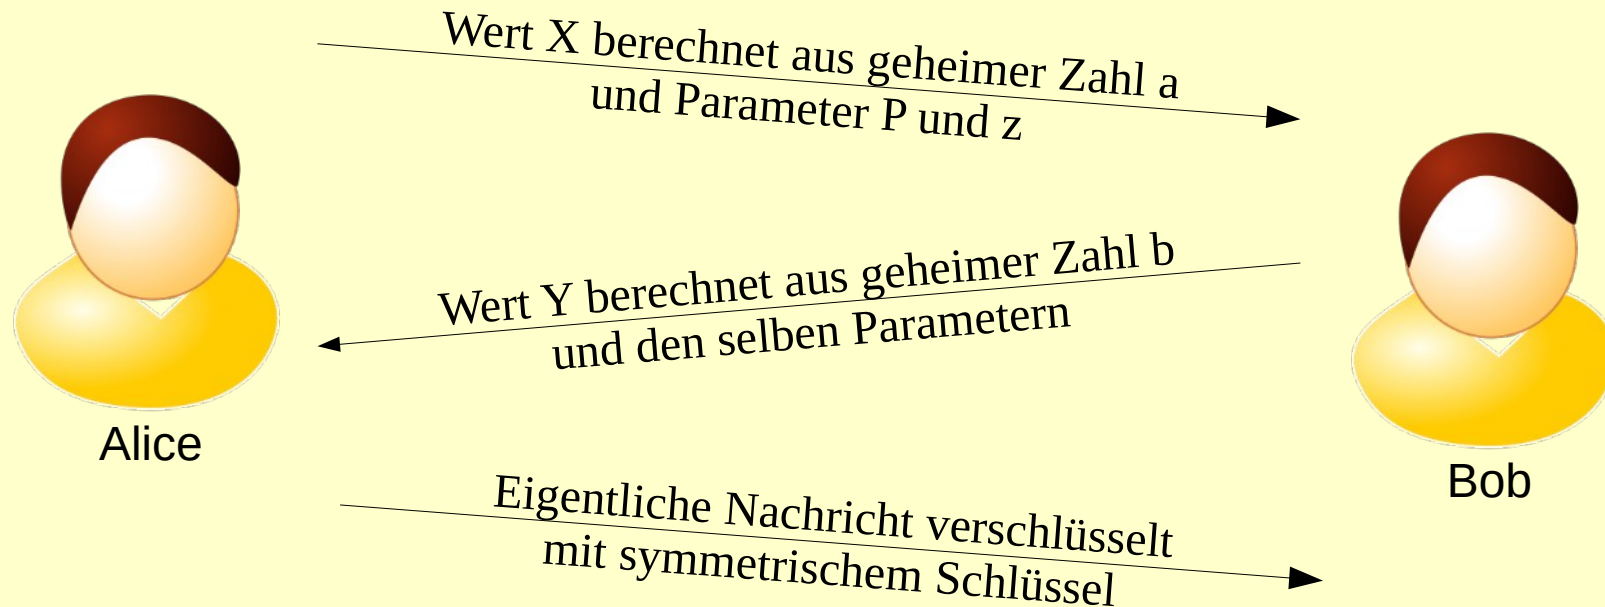 Wert X berechnet aus geheimer Zahl a
und Parameter P und z
Wert Y berechnet aus geheimer Zahl b
und den selben Parametern
Alice
Bob
Eigentliche Nachricht verschlüsselt
mit symmetrischem Schlüssel